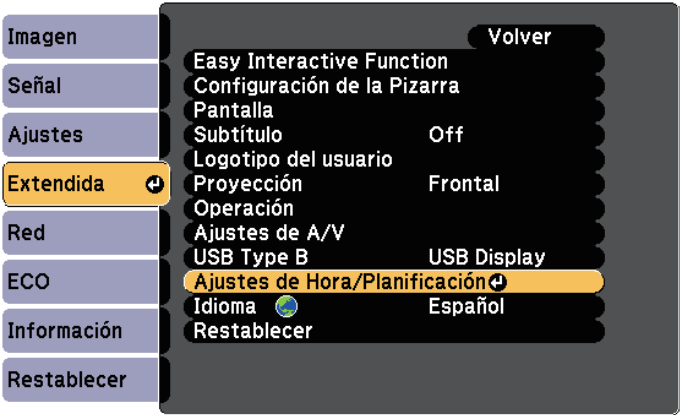 Imagen
Señal
Ajustes
Extendida
Red
ECO
Información
Restablecer
Volver
Easy Interactive Function
Configuración de la Pizarra
Pantalla
Subtítulo Off
Logotipo del usuario
Proyección Frontal
Operación
Ajustes de A/V
USB Type B USB Display
Ajustes de Hora/Planificación
Idioma Español
Restablecer